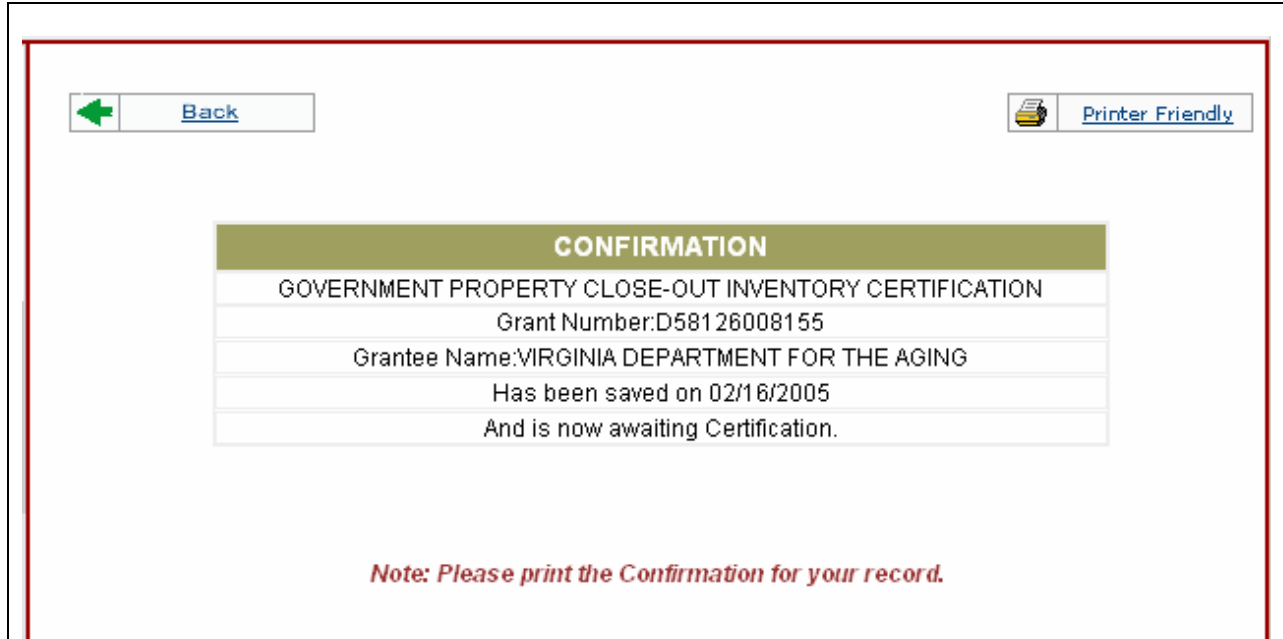 Back
Printer Friendly
CONFIRMATION
GOVERNMENT PROPERTY CLOSE-OUT INVENTORY CERTIFICATION
Grant Number:D58126008155
Grantee Name:VIRGINIA DEPARTMENT FOR THE AGING
Has been saved on 02/16/2005
And is now awaiting Certification.
Note: Please print the Confirmation for your record.